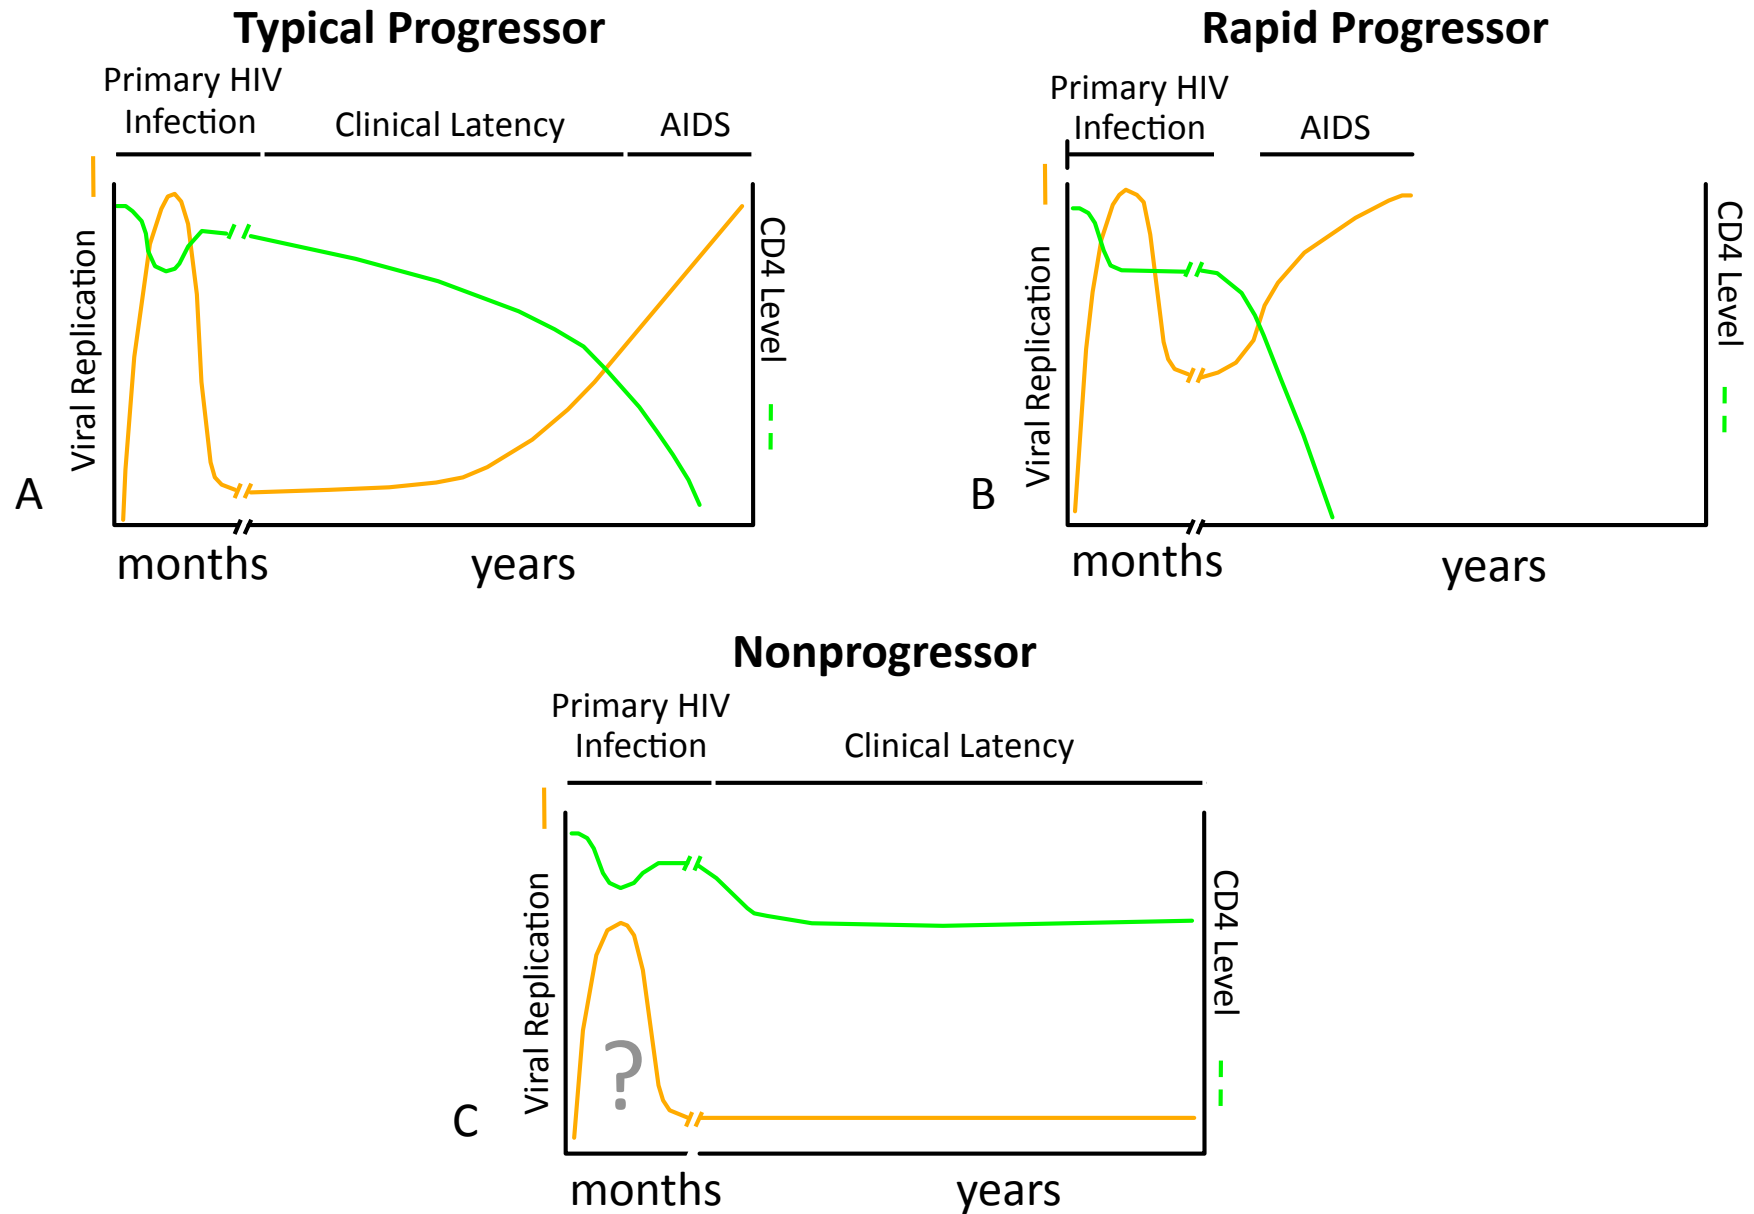 Typical Progressor
Primary HIV
Infection
Clinical Latency
AIDS
Viral Replication
CD4 Level
A
months
years
Rapid Progressor
Primary HIV
Infection
AIDS
Viral Replication
CD4 Level
B
months
years
Nonprogressor
Primary HIV
Infection
Clinical Latency
Viral Replication
CD4 Level
?
C
months
years